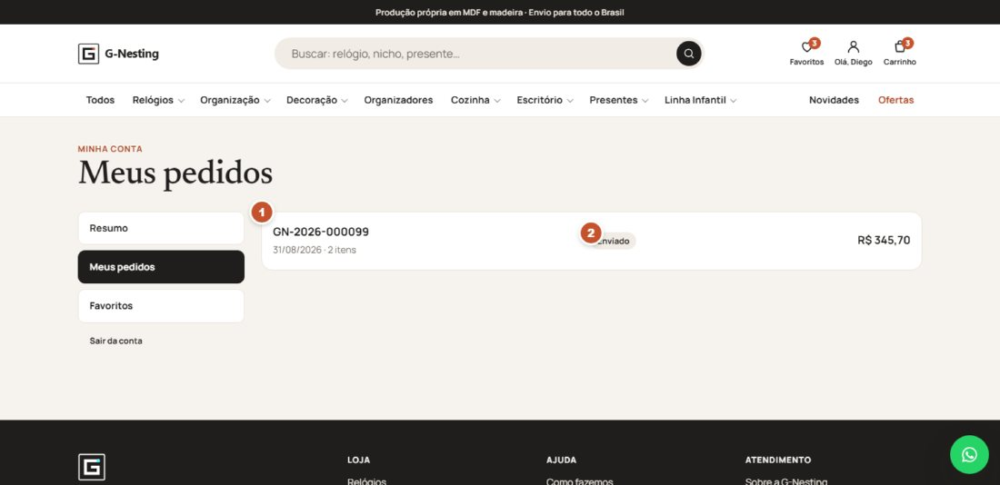 Produção própria em MDF e madeira · Envio para todo o Brasil
G-Nesting
Buscar: relógio, nicho, presente...
3
3
Favoritos
Olá, Diego
Carrinho
Todos
Relógios
Organização
Decoração
Organizadores
Cozinha
Escritório
Presentes
Linha Infantil
Novidades
Ofertas
MINHA CONTA
Meus pedidos
Resumo
Meus pedidos
Favoritos
Sair da conta
1
GN-2026-000099
31/08/2026 · 2 itens
2
Enviado
R$ 345,70
LOJA
Relógios
AJUDA
Como fazemos
ATENDIMENTO
Sobre a G-Nesting